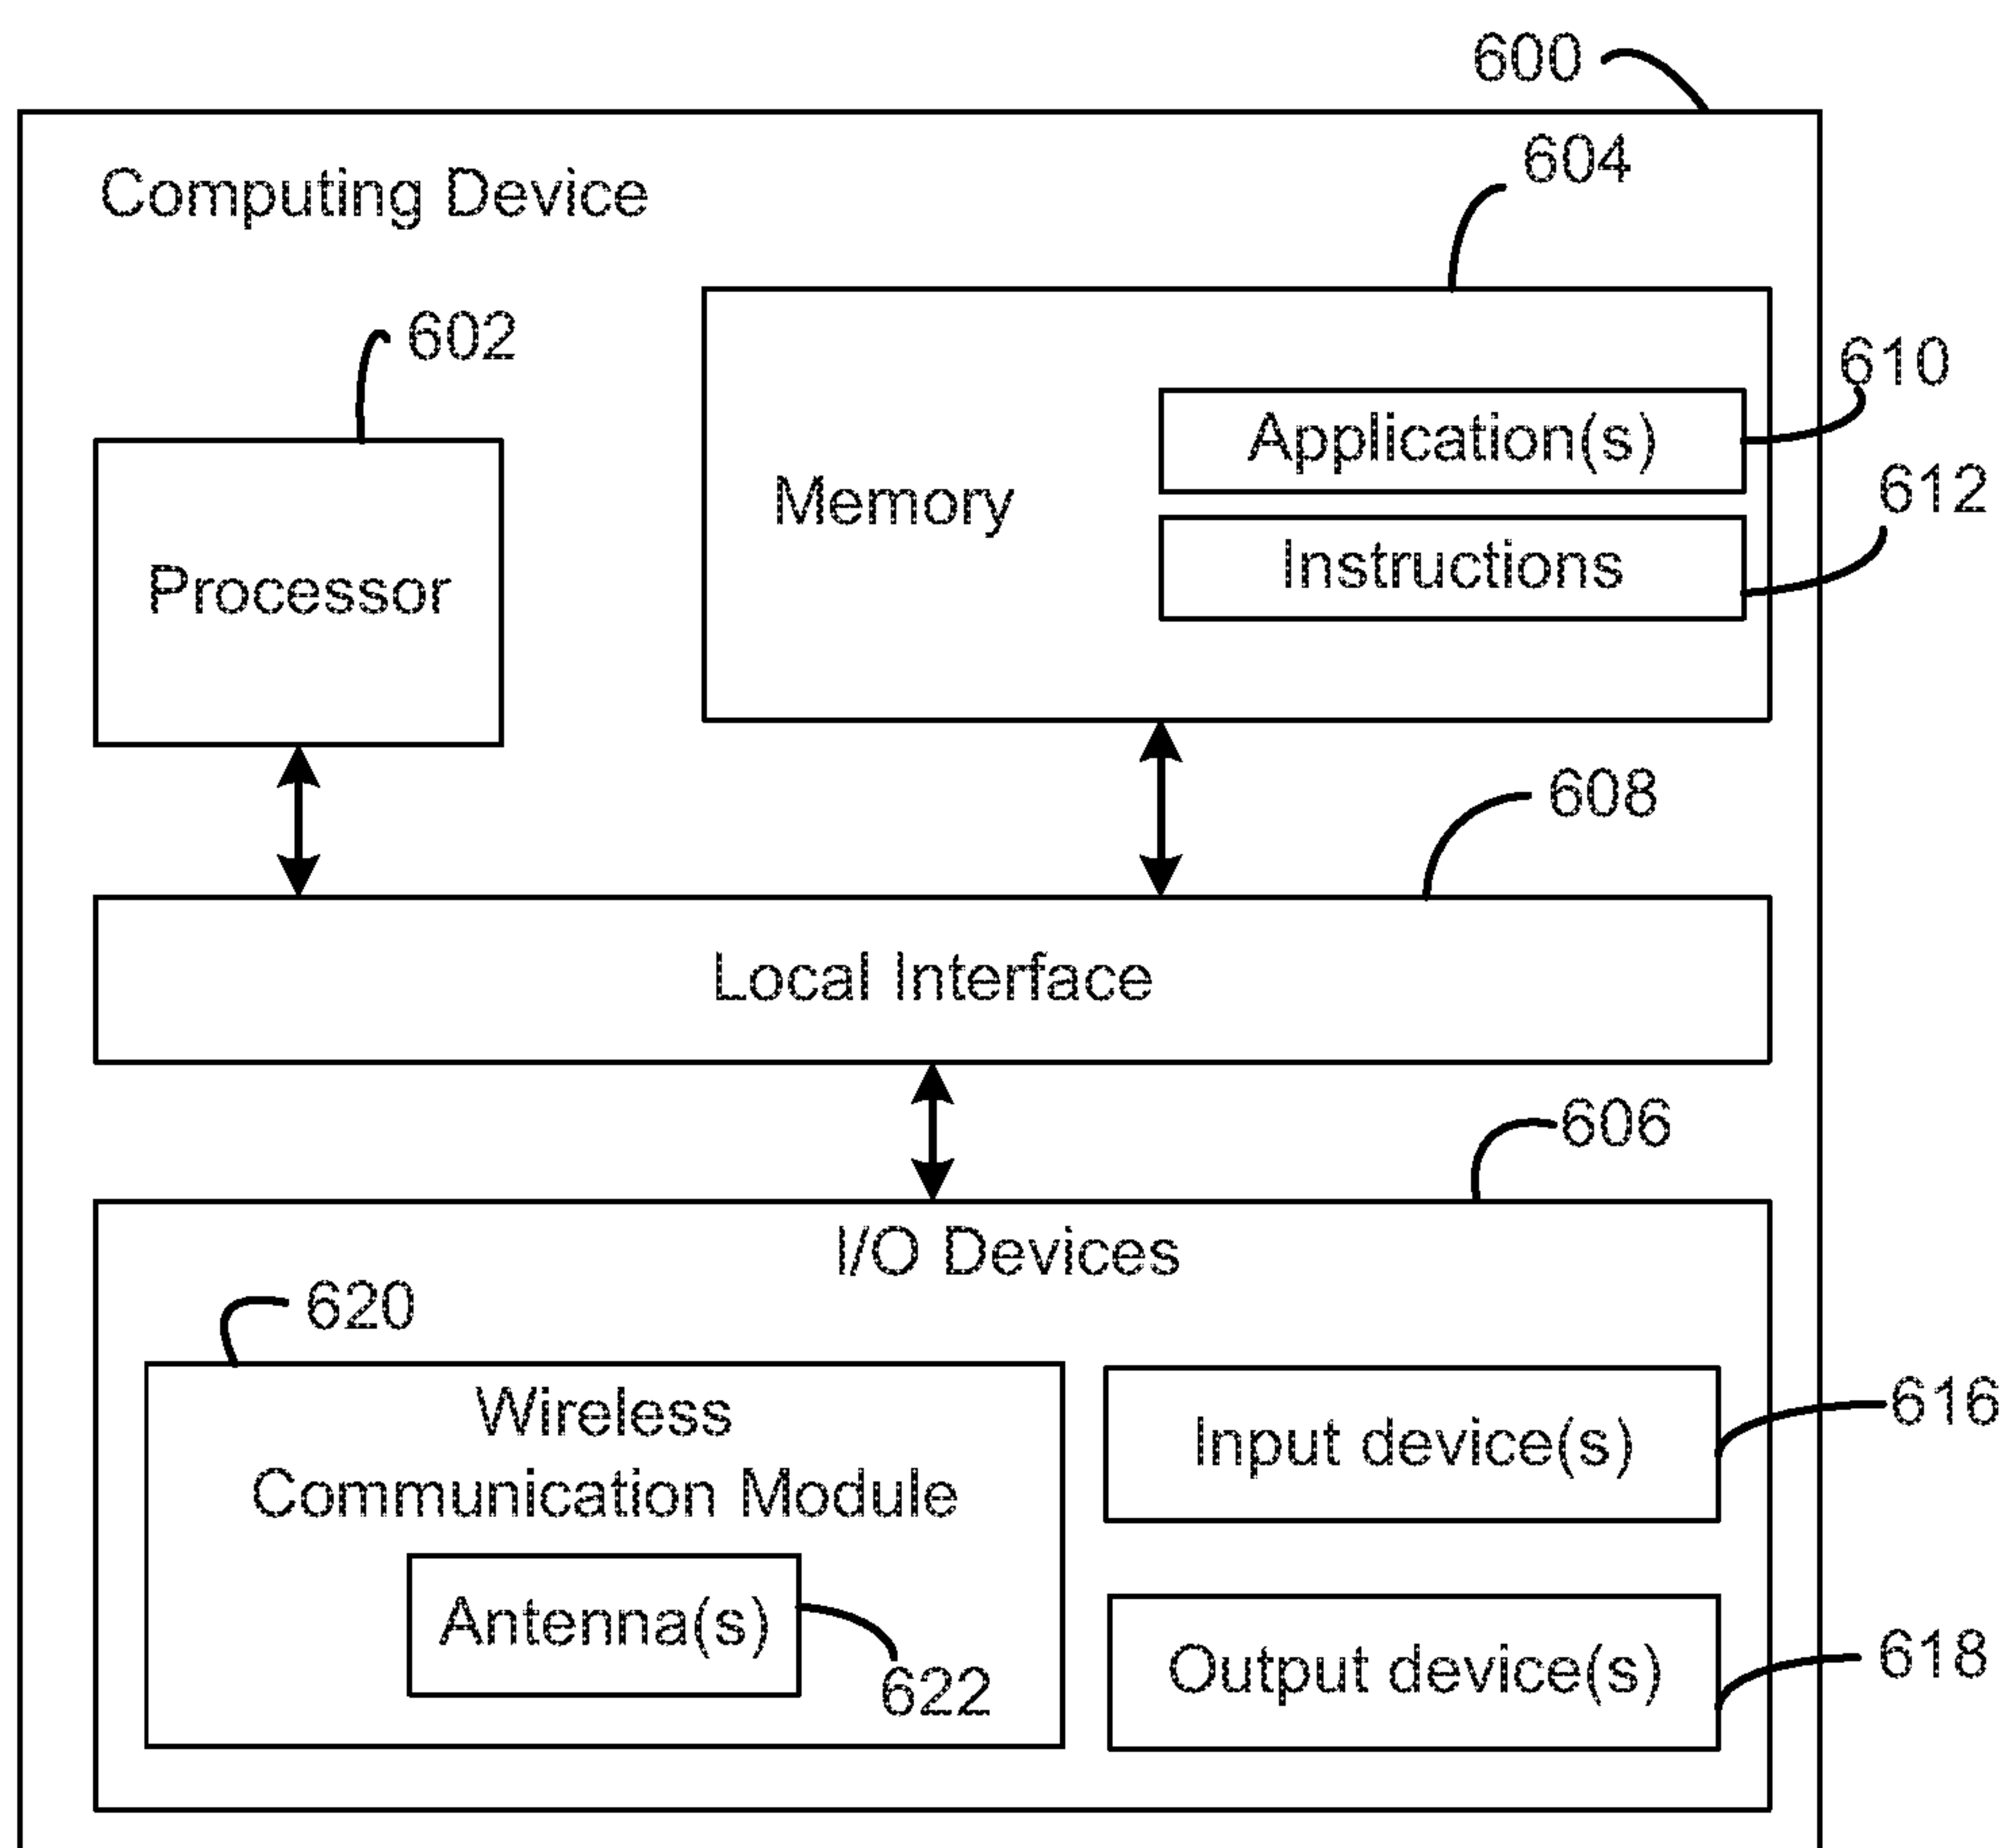 600
Computing Device
604
602
610
Application(s)
Memory
612
Instructions
Processor
608
Local Interface
606
I/O Devices
620
Wireless
Communication Module
616
Input device(s)
Antenna(s)
622
Output device(s)
618